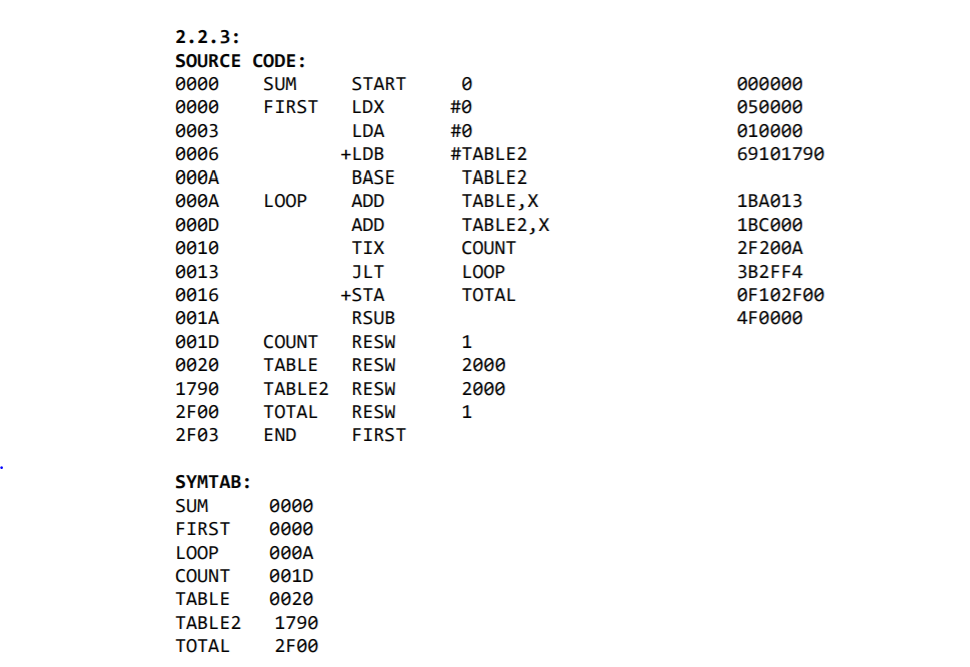 2.2.3:
SOURCE CODE:
0000 SUM START 0 000000
0000 FIRST LDX #0 050000
0003 LDA #0 010000
0006 +LDB #TABLE2 69101790
000A BASE TABLE2
000A LOOP ADD TABLE,X 1BA013
000D ADD TABLE2,X 1BC000
0010 TIX COUNT 2F200A
0013 JLT LOOP 3B2FF4
0016 +STA TOTAL 0F102F00
001A RSUB 4F0000
001D COUNT RESW 1
0020 TABLE RESW 2000
1790 TABLE2 RESW 2000
2F00 TOTAL RESW 1
2F03 END FIRST
SYMTAB:
SUM 0000
FIRST 0000
LOOP 000A
COUNT 001D
TABLE 0020
TABLE2 1790
TOTAL 2F00